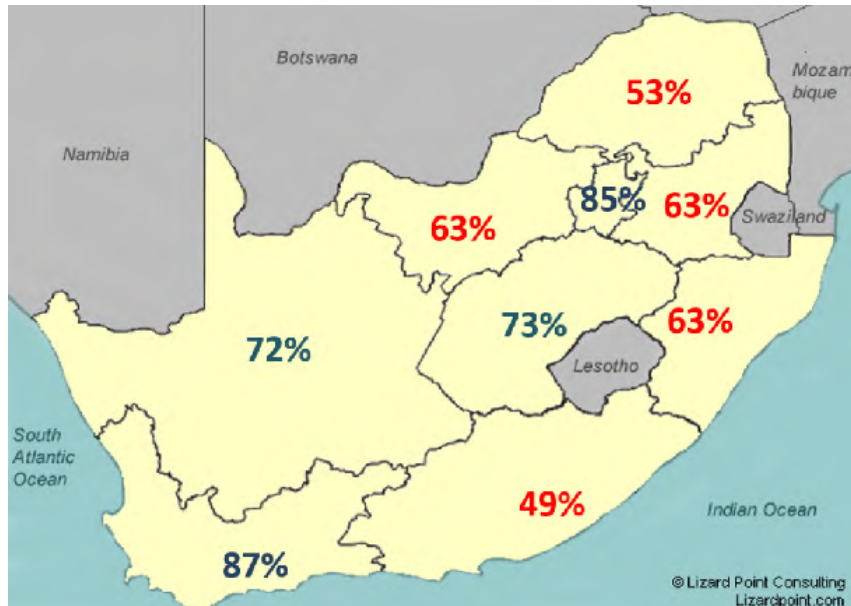 Botswana
Mozam
bique
53%
Namibia
85%
63%
Swaziland
63%
63%
73%
72%
Lesotho
South
Atlantic
Ocean
49%
Indian Ocean
87%
© Lizard Point Consulting
Lizardpoint.com